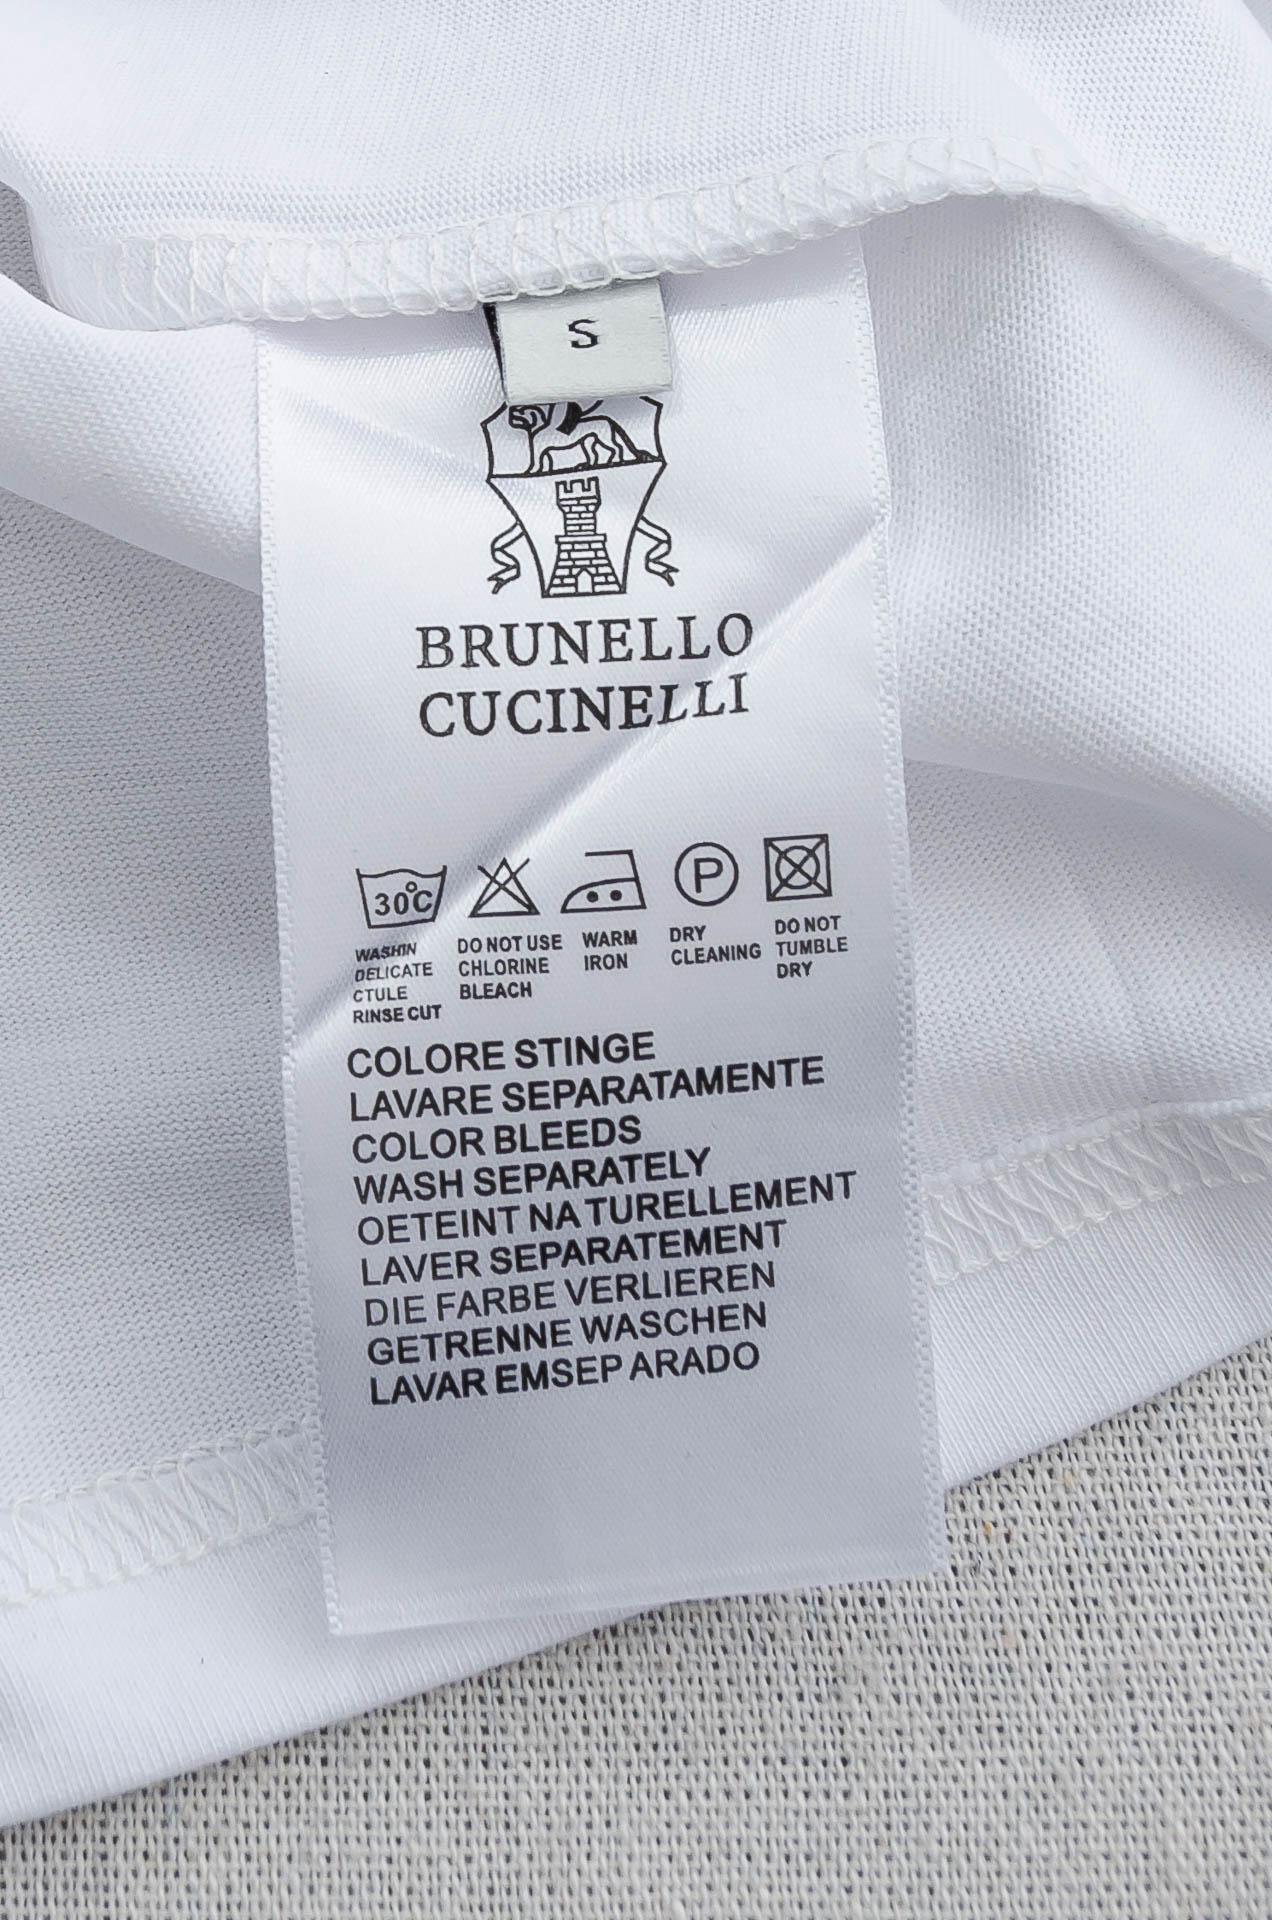 S
BRUNELLO
CUCINELLI
30°C
P
WASHIN
DELICATE
CTULE
RINSE CUT
DO NOT USE
CHLORINE
BLEACH
WARM
IRON
DRY
CLEANING
DO NOT
TUMBLE
DRY
COLORE STINGE
LAVARE SEPARATAMENTE
COLOR BLEEDS
WASH SEPARATELY
OETEINT NA TURELLEMENT
LAVER SEPARATEMENT
DIE FARBE VERLIEREN
GETRENNE WASCHEN
LAVAR EMSEP ARADO